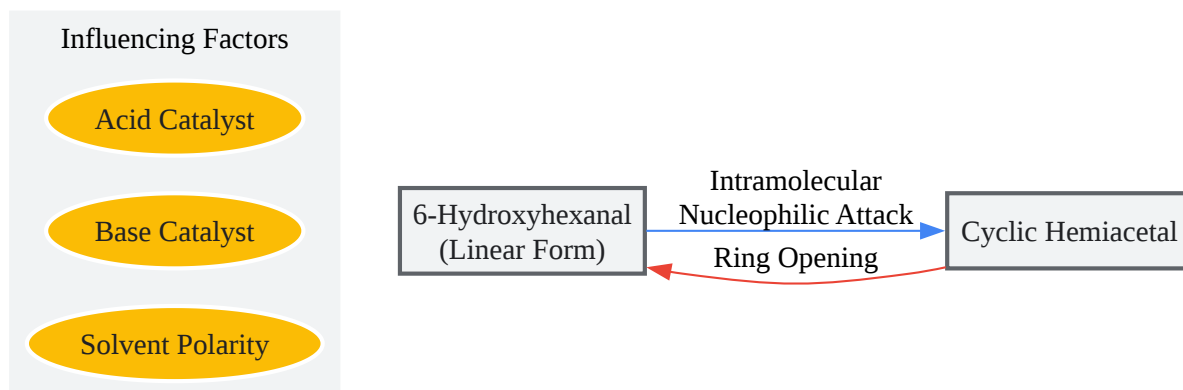 Influencing Factors
Acid Catalyst
Base Catalyst
Solvent Polarity
6-Hydroxyhexanal
(Linear Form)
Intramolecular
Nucleophilic Attack
Ring Opening
Cyclic Hemiacetal